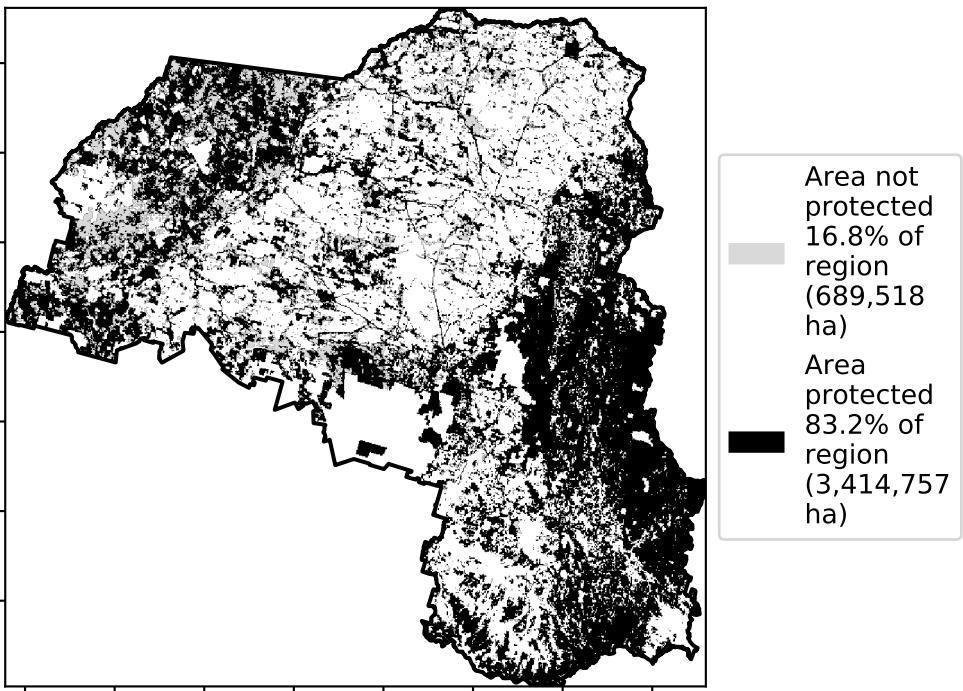 Area not
protected
16.8% of
region
(689,518
ha)
Area
protected
83.2% of
region
(3,414,757
ha)